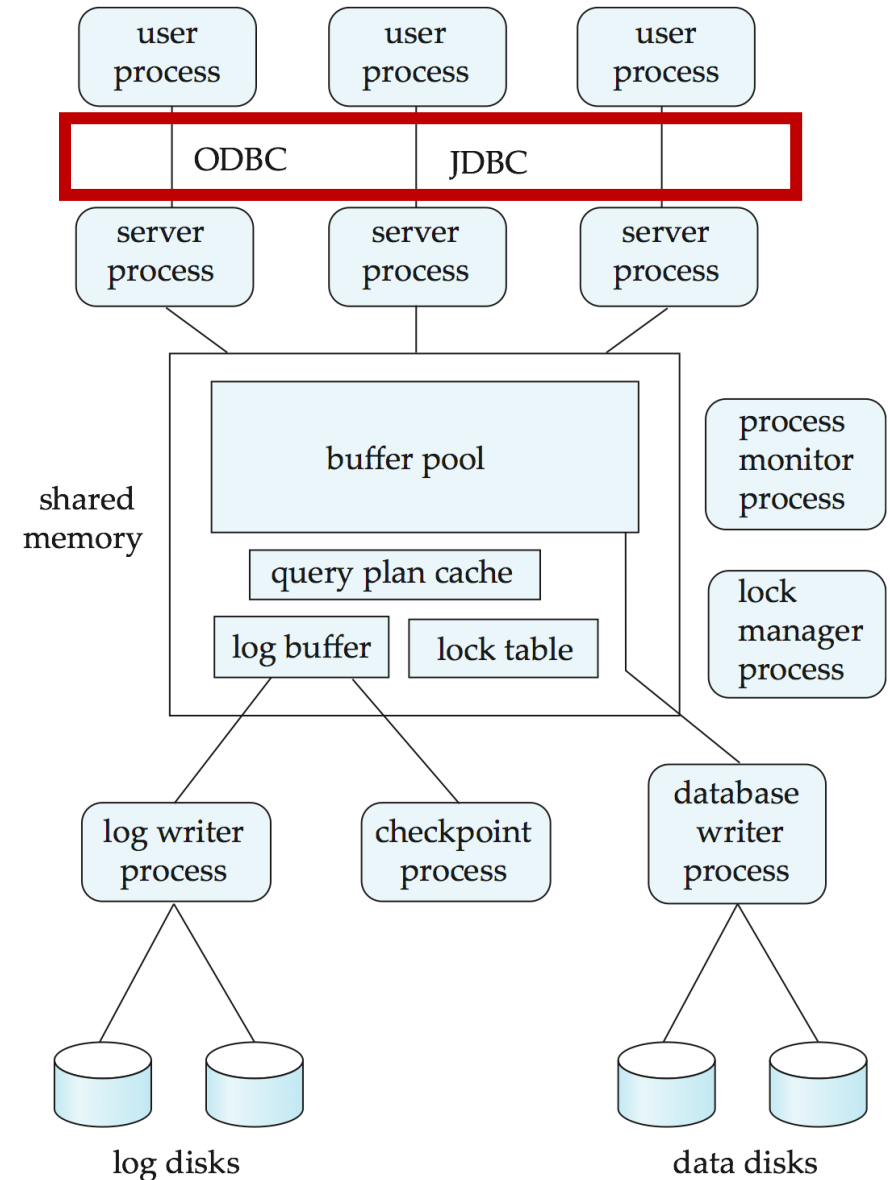 user
process
user
process
user
process
ODBC
JDBC
server
process
server
process
server
process
buffer pool
shared
memory
query plan cache
log buffer
lock table
process
monitor
process
lock
manager
process
log writer
process
checkpoint
process
database
writer
process
log disks
data disks